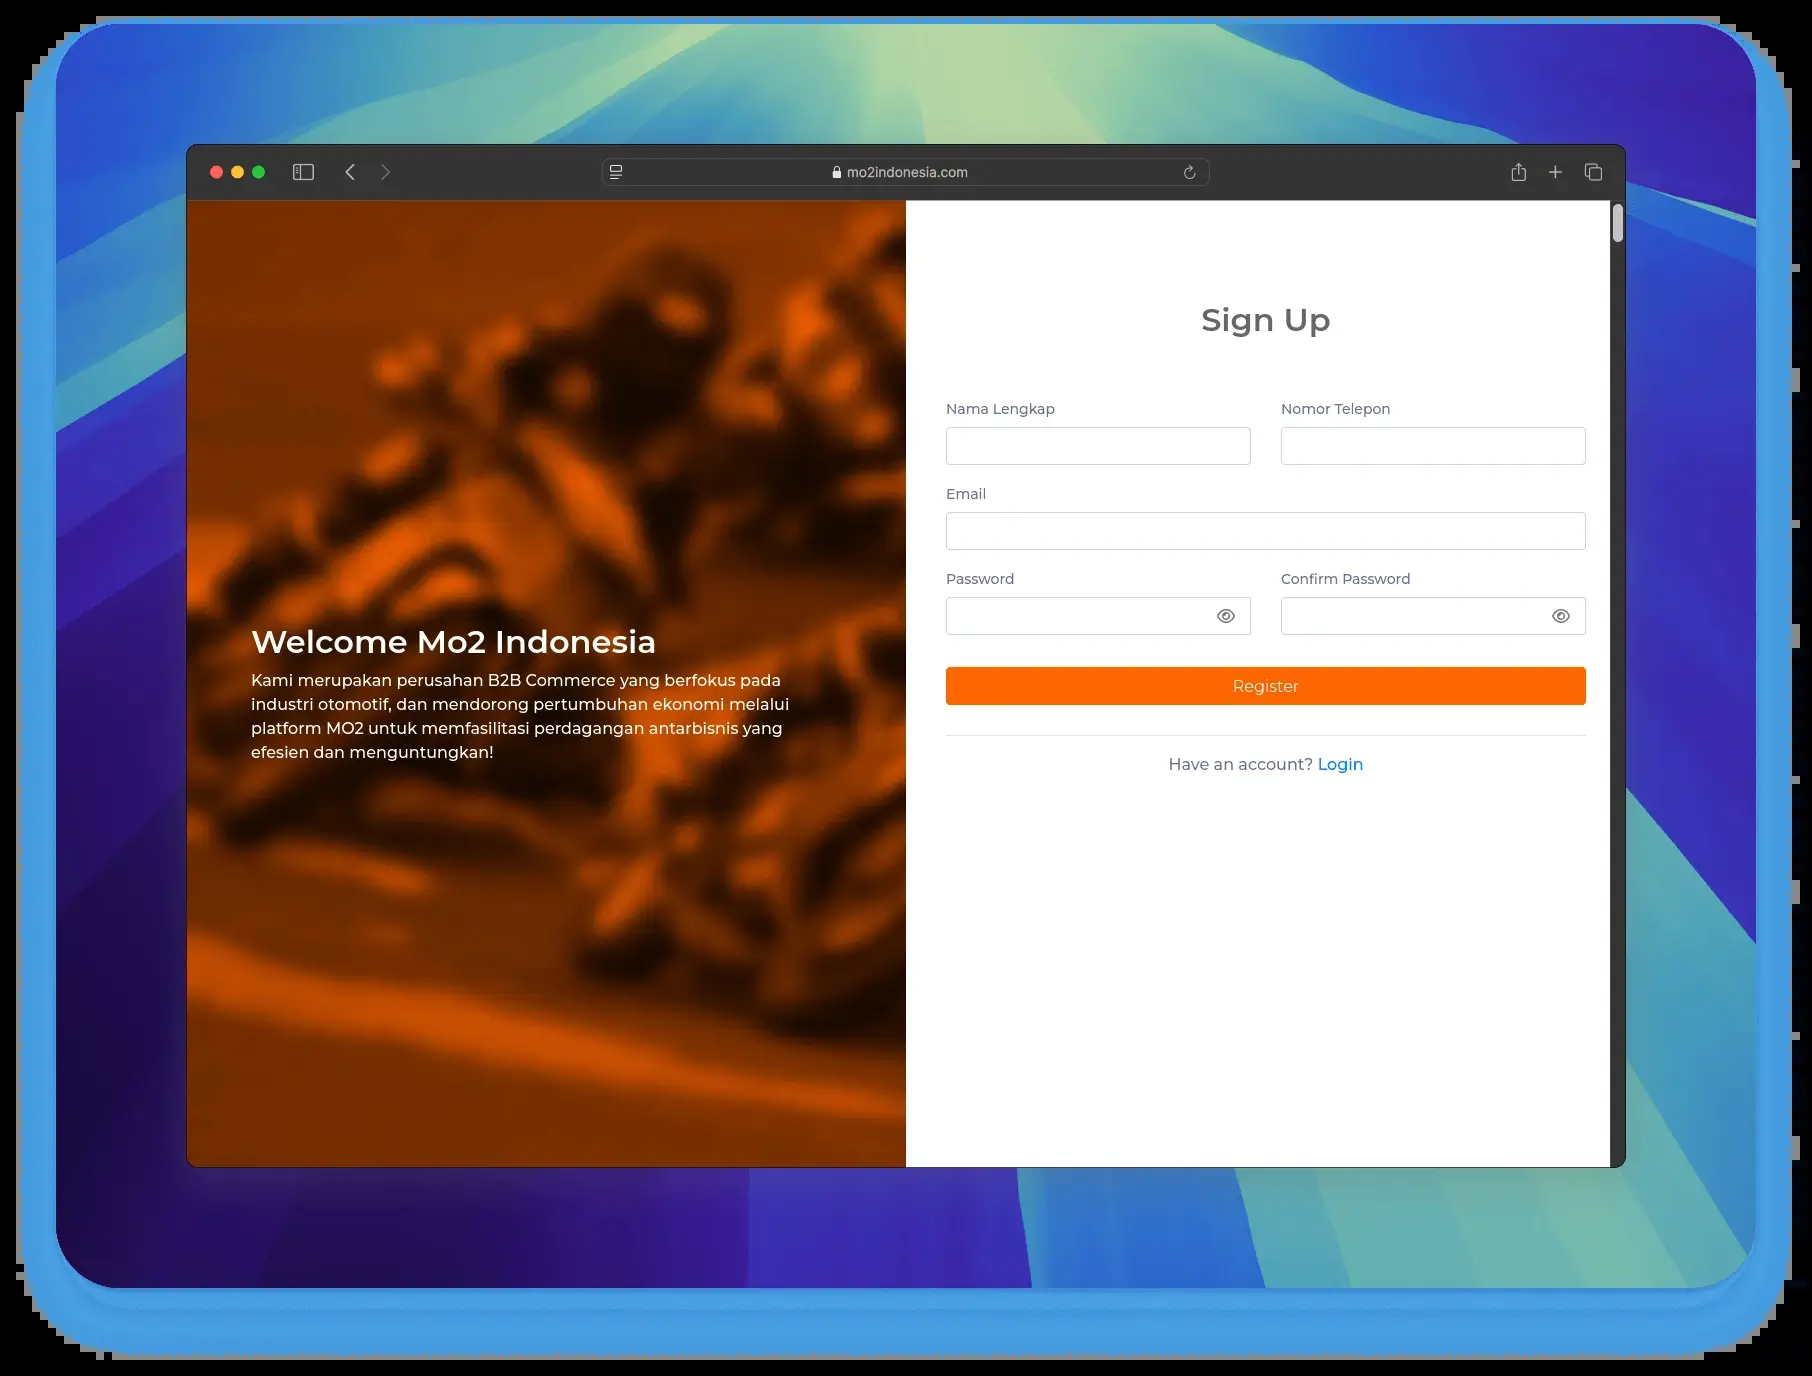 mo2indonesia.com
Welcome Mo2 Indonesia
Kami merupakan perusahan B2B Commerce yang berfokus pada
industri otomotif, dan mendorong pertumbuhan ekonomi melalui
platform MO2 untuk memfasilitasi perdagangan antarbisnis yang
efesien dan menguntungkan!
Sign Up
Nama Lengkap
Nomor Telepon
Email
Password
Confirm Password
Register
Have an account? Login